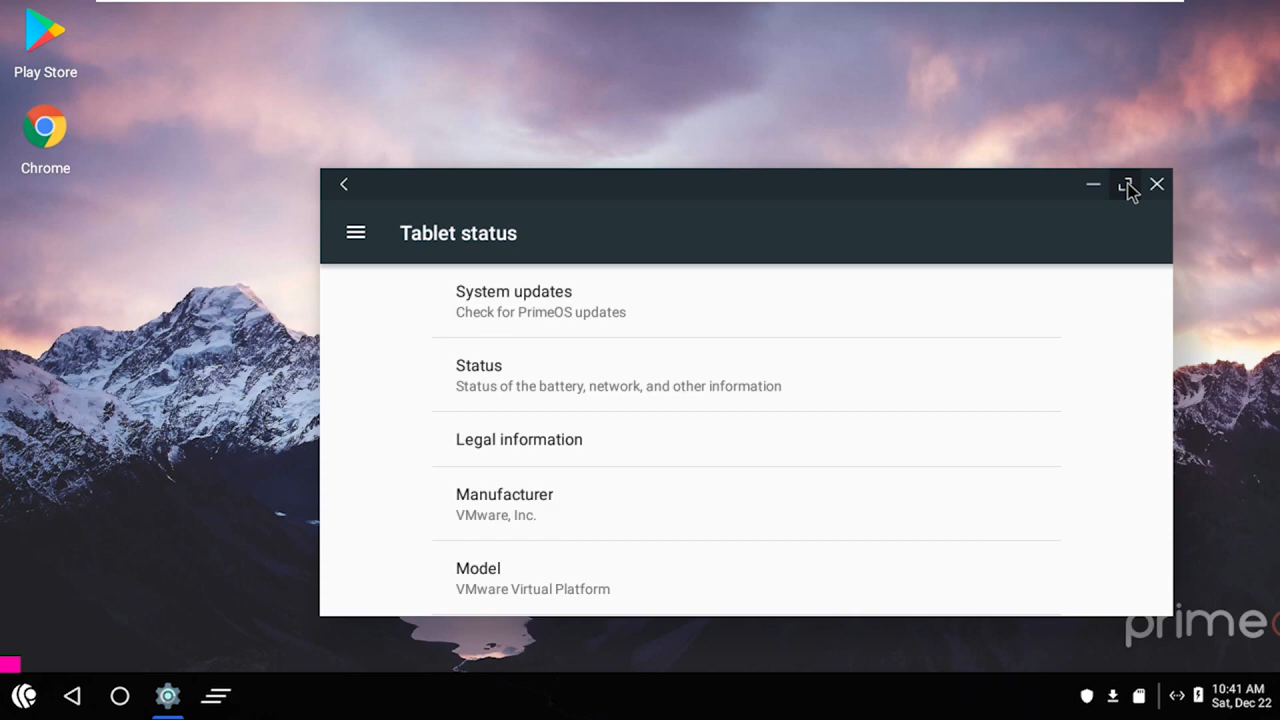 Play Store
Chrome
Tablet status
System updates
Check for PrimeOS updates
Status
Status of the battery, network, and other information
Legal information
Manufacturer
VMware, Inc.
Model
VMware Virtual Platform
prime
10:41 AM
Sat, Dec 22